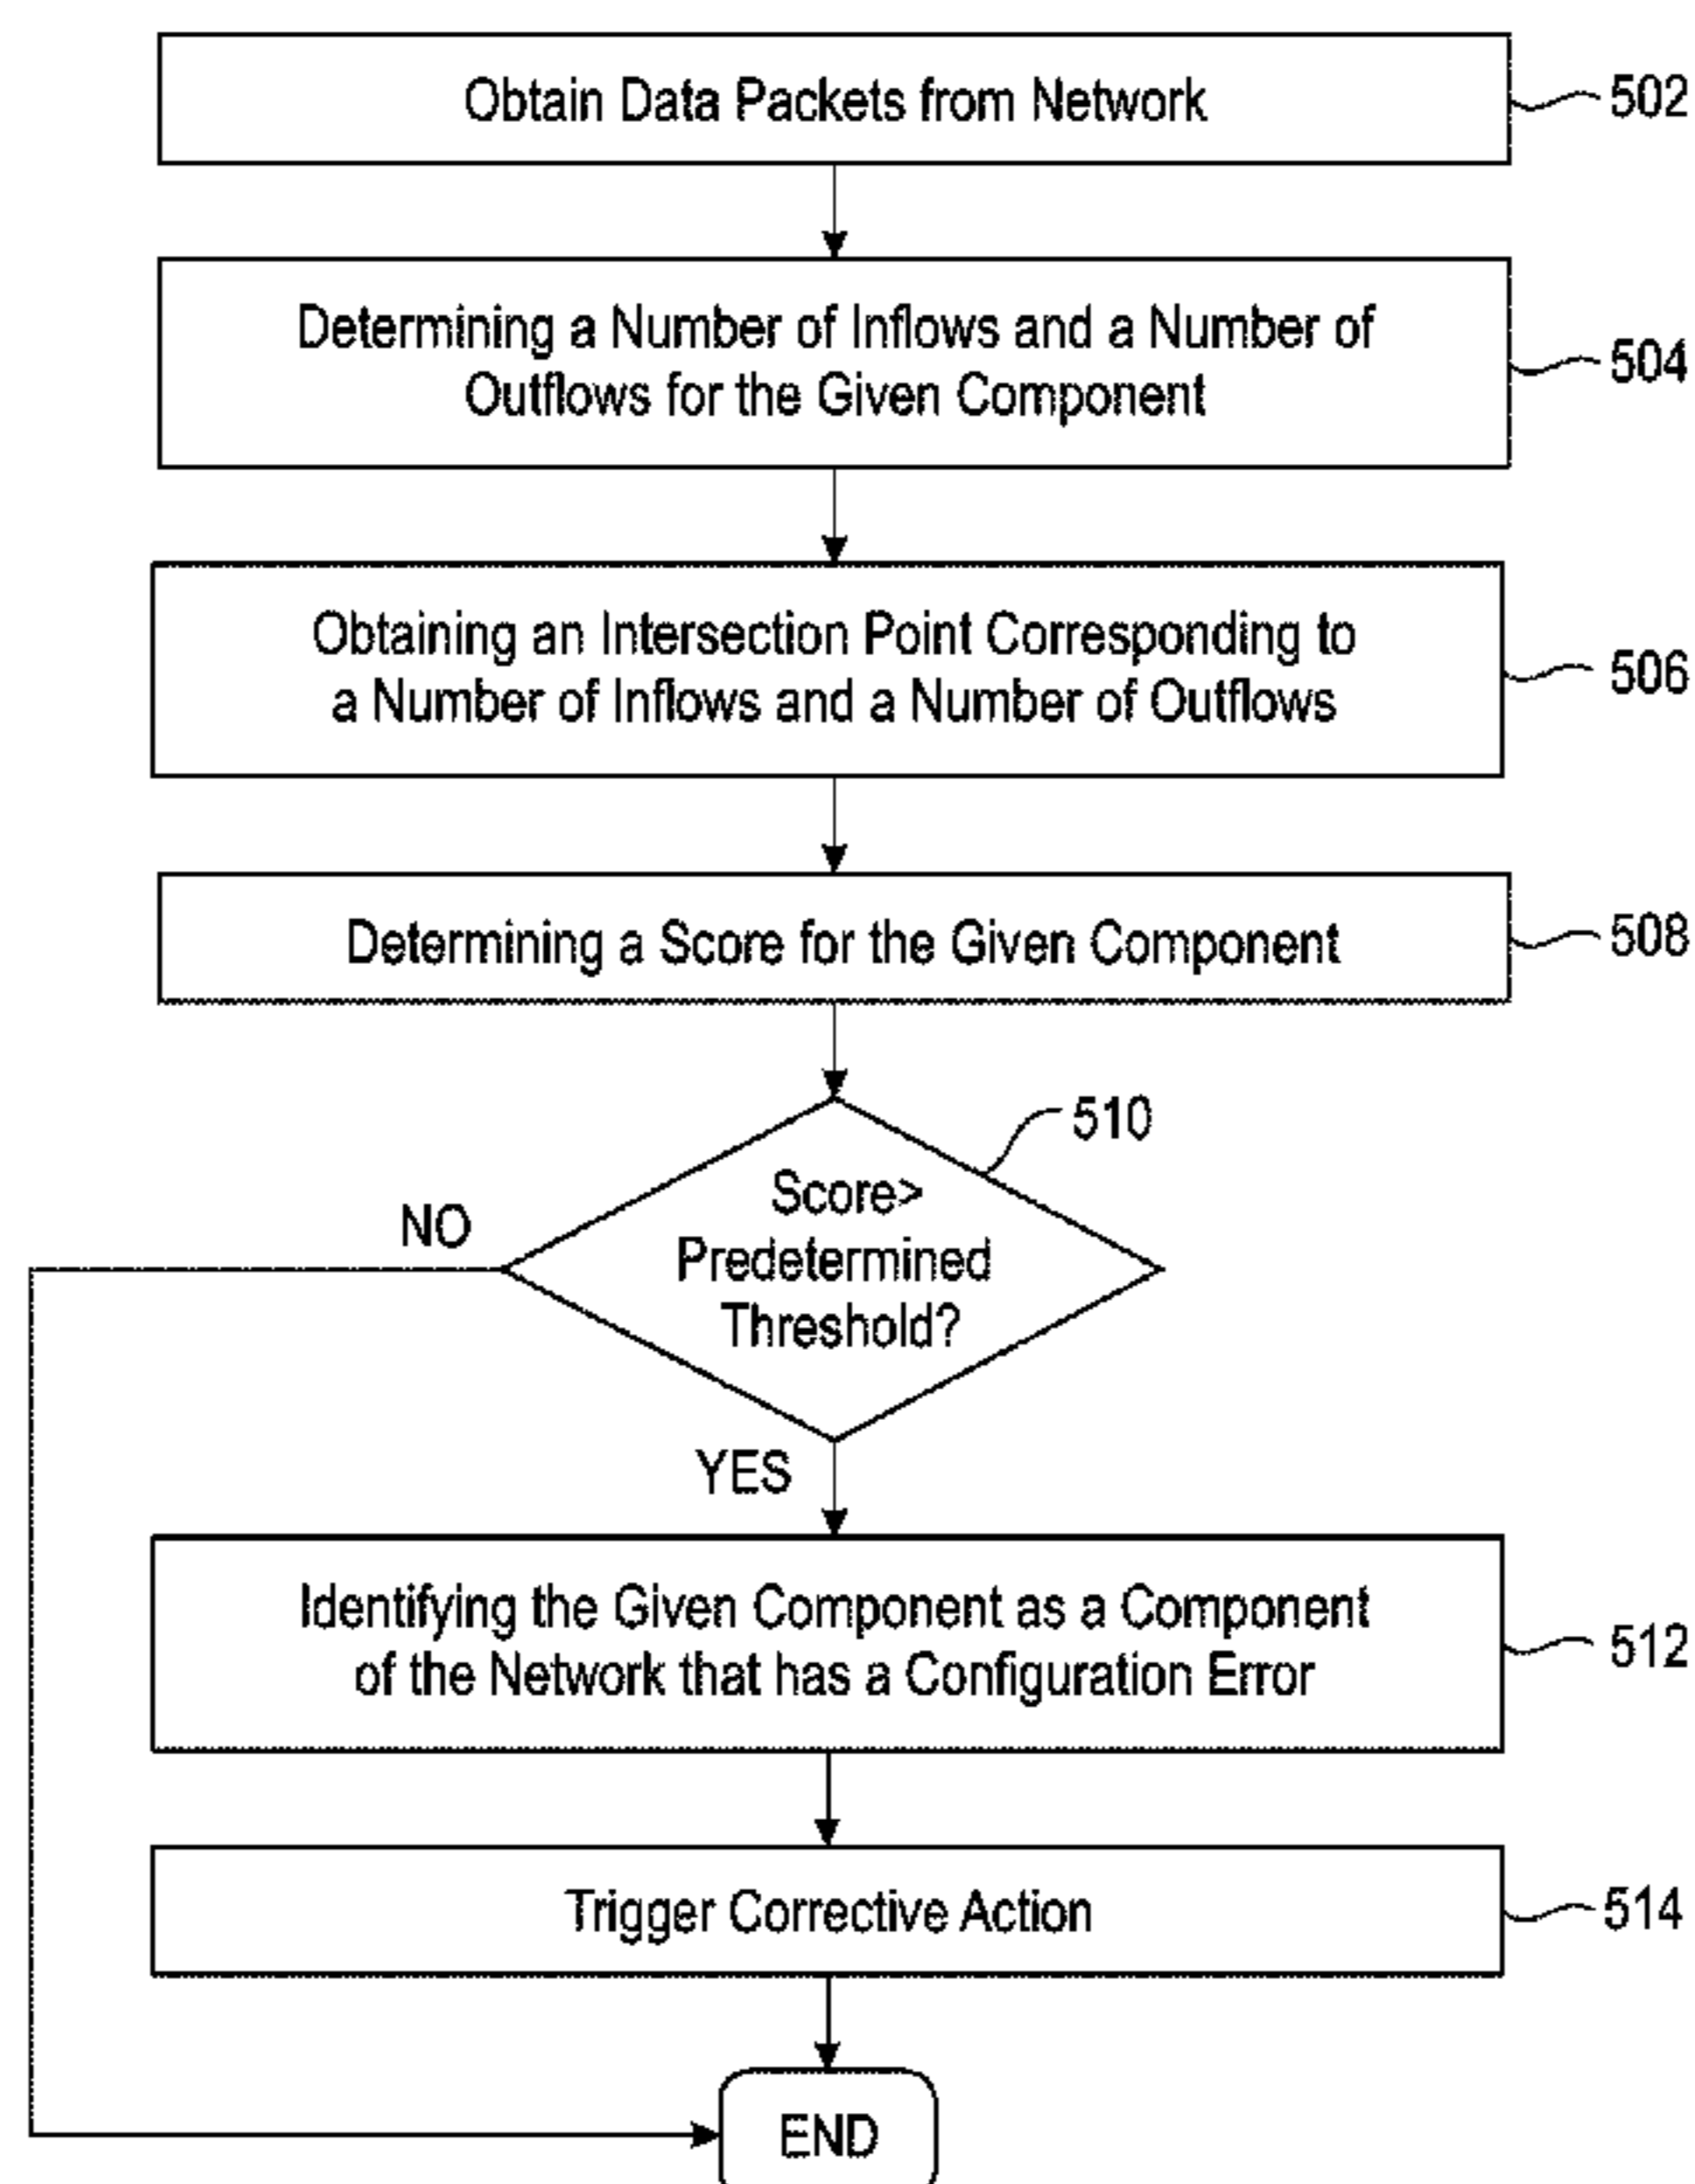 Obtain Data Packets from Network
502
Determining a Number of Inflows and a Number of
Outflows for the Given Component
504
Obtaining an Intersection Point Corresponding to
a Number of Inflows and a Number of Outflows
506
Determining a Score for the Given Component
508
510
Score>
Predetermined
Threshold?
NO
YES
Identifying the Given Component as a Component
of the Network that has a Configuration Error
512
Trigger Corrective Action
514
END